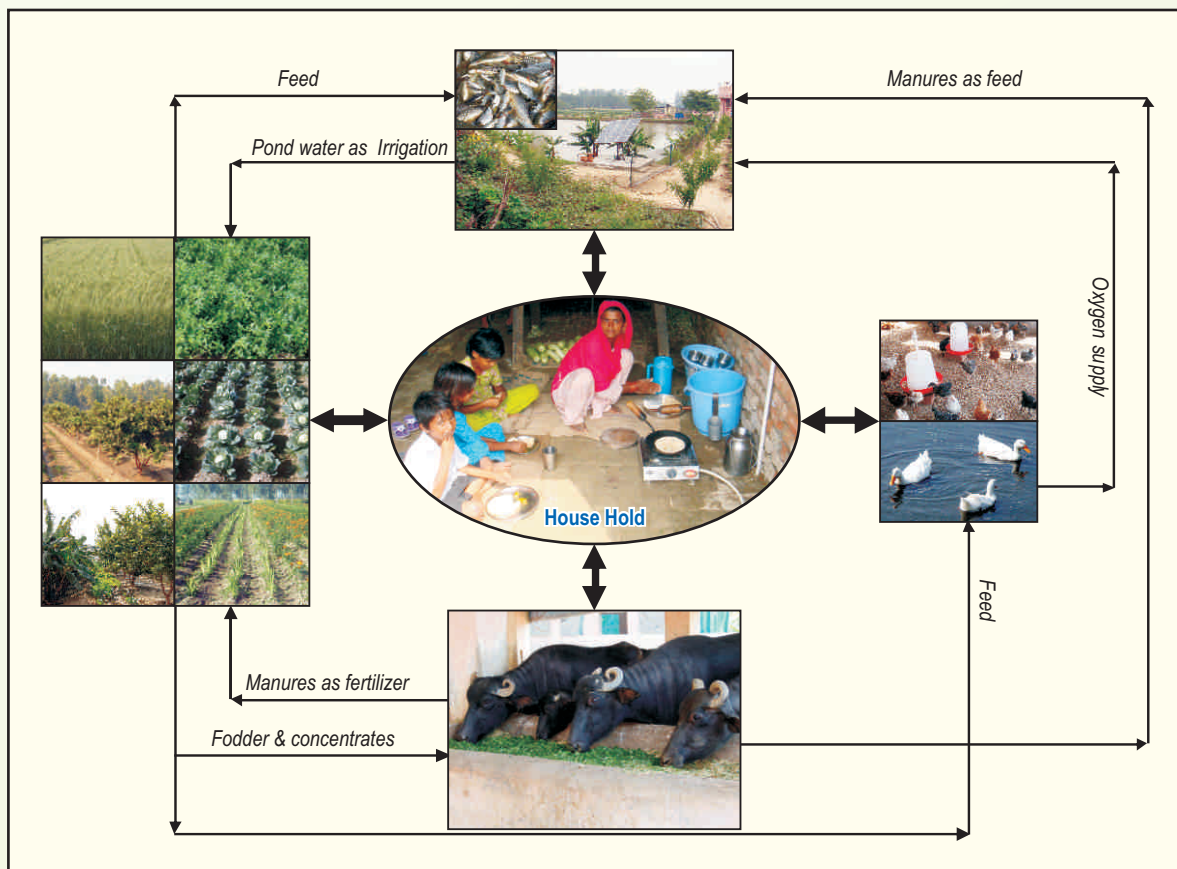 Feed
Manures as feed
Pond water as Irrigation
Oxygen supply
House Hold
Feed
Manures as fertilizer
Fodder & concentrates